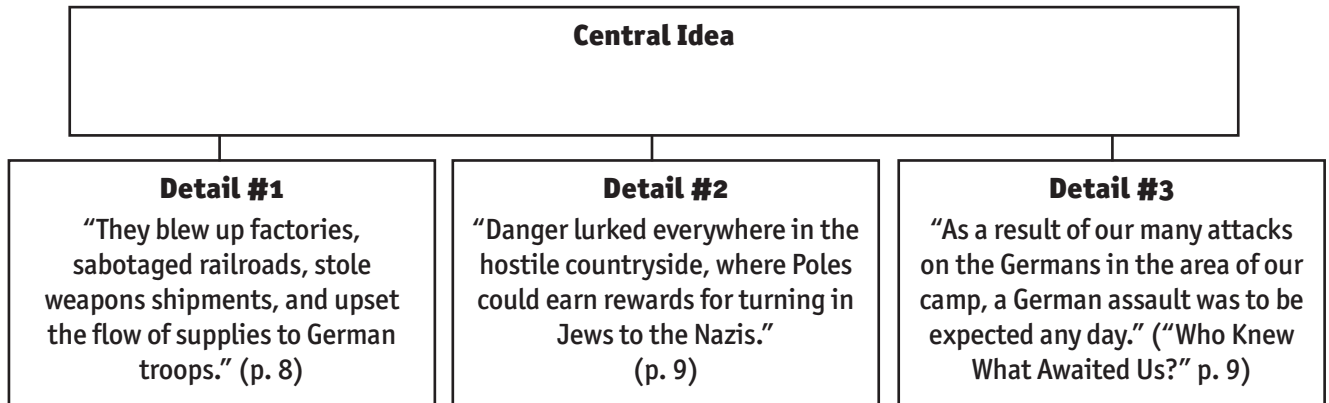 Central Idea
Detail #1
“They blew up factories,
sabotaged railroads, stole
weapons shipments, and upset
the flow of supplies to German
troops.” (p. 8)
Detail #2
“Danger lurked everywhere in the
hostile countryside, where Poles
could earn rewards for turning in
Jews to the Nazis.”
(p. 9)
Detail #3
“As a result of our many attacks
on the Germans in the area of our
camp, a German assault was to be
expected any day.” (“Who Knew
What Awaited Us?” p. 9)